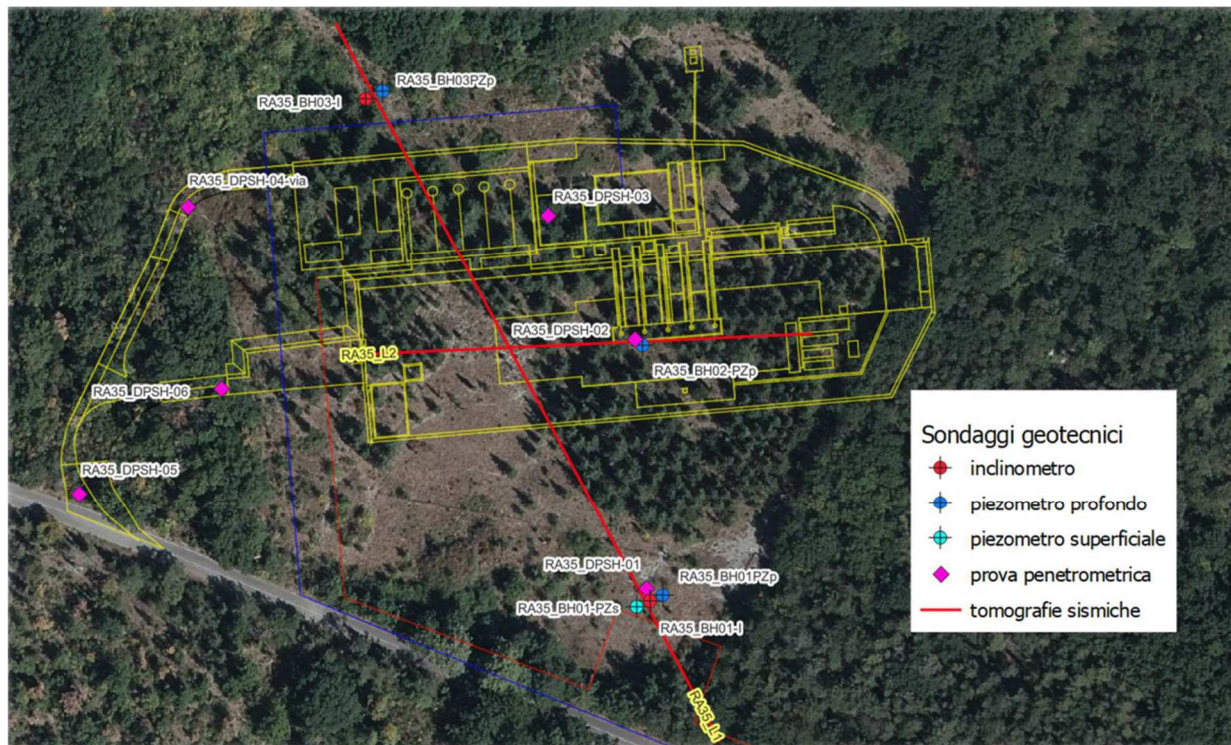 RA35_BH03PZp
RA35_BH03-I
RA35_DPSH-04-via
RA35_DPSH-03
RA35_DPSH-02
RA35_L2
RA35_BH02-PZp
RA35_DPSH-06
RA35_DPSH-05
RA35_DPSH-01
RA35_BH01PZp
RA35_BH01-PZs
RA35_BH01-I
RA35_L1
Sondaggi geotecnici
inclinometro
piezometro profondo
piezometro superficiale
prova penetrometrica
tomografie sismiche